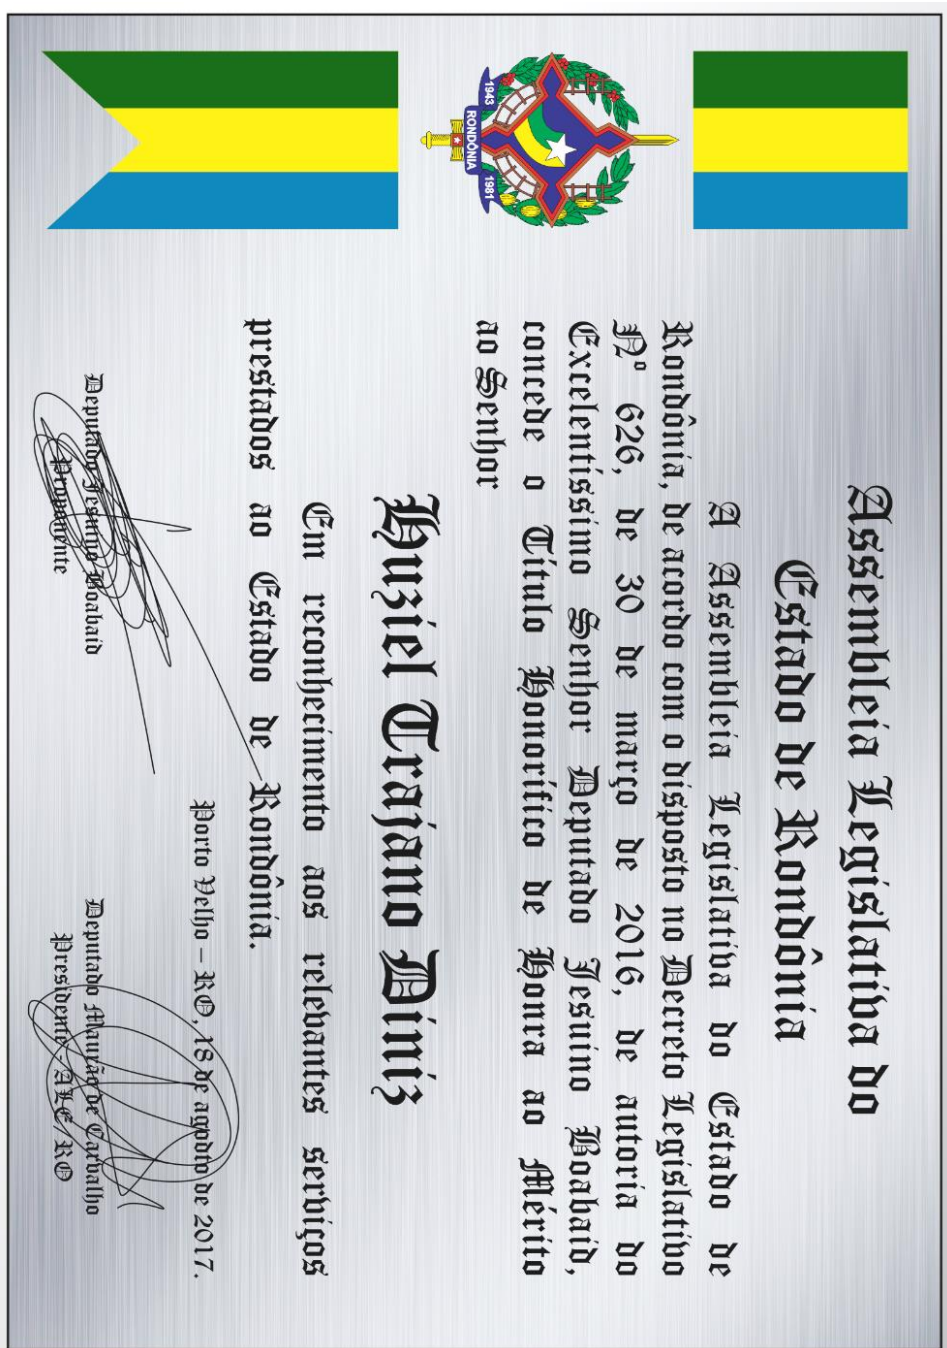 1943 RONDÔNIA 1981
Assembleia Legislativa do
Estado de Rondônia
A Assembleia Legislativa do Estado de
Rondônia, de acordo com o disposto no Decreto Legislativo
Nº 626, de 30 de março de 2016, de autoria do
Excelentíssimo Senhor Deputado Jesuino Boabaid,
concede o Título Honorífico de Honra ao Mérito
ao Senhor
Huziel Trajano Diniz
Em reconhecimento aos relevantes serviços
prestados ao Estado de Rondônia.
Porto Velho – RO, 18 de agosto de 2017.
Deputado Jesuino Boabaid
Proponente
Deputado Maurão de Carvalho
Presidente - ALE/RO